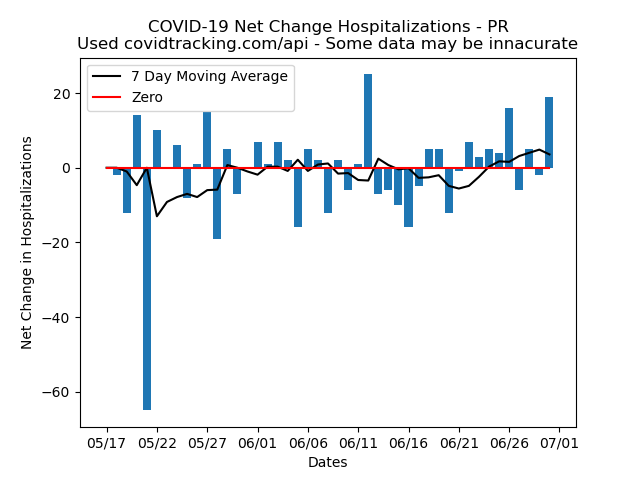 COVID-19 Net Change Hospitalizations - PR
Used covidtracking.com/api - Some data may be innacurate
7 Day Moving Average
Zero
Net Change in Hospitalizations
20
0
−20
−40
−60
05/17 05/22 05/27 06/01 06/06 06/11 06/16 06/21 06/26 07/01
Dates